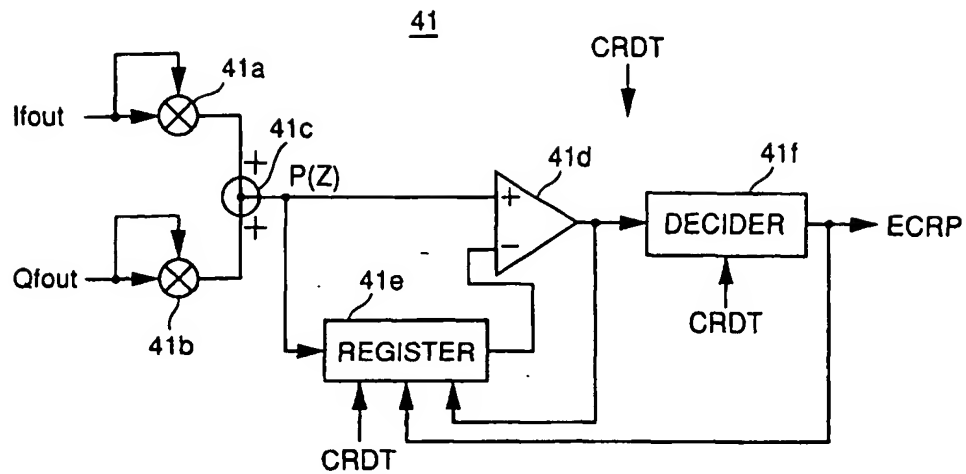 41
CRDT
41a
Ifout
41c
+
P(Z)
+
41d
+
−
41f
DECIDER
ECRP
CRDT
Qfout
41b
41e
REGISTER
CRDT